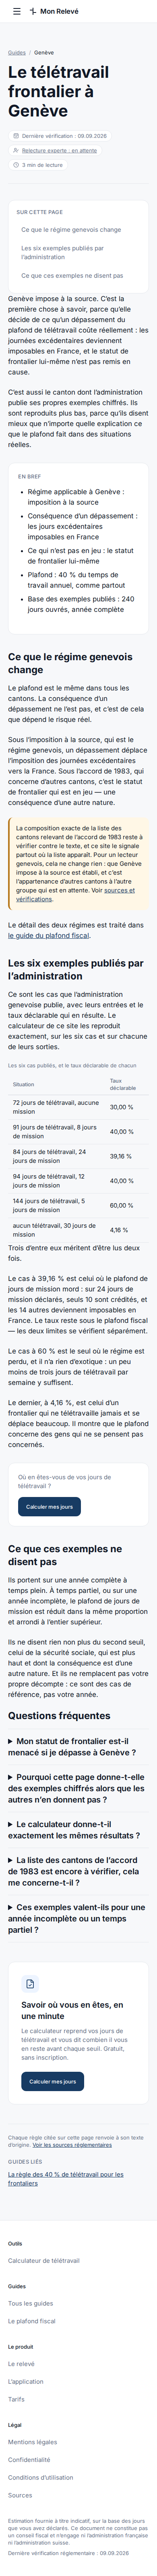 Mon Relevé
Guides / Genève
Le télétravail
frontalier à
Genève
Dernière vérification : 09.09.2026
Relecture experte : en attente
3 min de lecture
SUR CETTE PAGE
Ce que le régime genevois change
Les six exemples publiés par
l’administration
Ce que ces exemples ne disent pas
Genève impose à la source. C’est la
première chose à savoir, parce qu’elle
décide de ce qu’un dépassement du
plafond de télétravail coûte réellement : les
journées excédentaires deviennent
imposables en France, et le statut de
frontalier lui-même n’est pas remis en
cause.
C’est aussi le canton dont l’administration
publie ses propres exemples chiffrés. Ils
sont reproduits plus bas, parce qu’ils disent
mieux que n’importe quelle explication ce
que le plafond fait dans des situations
réelles.
EN BREF
Régime applicable à Genève :
imposition à la source
Conséquence d’un dépassement :
les jours excédentaires
imposables en France
Ce qui n’est pas en jeu : le statut
de frontalier lui-même
Plafond : 40 % du temps de
travail annuel, comme partout
Base des exemples publiés : 240
jours ouvrés, année complète
Ce que le régime genevois
change
Le plafond est le même dans tous les
cantons. La conséquence d’un
dépassement ne l’est pas, et c’est de cela
que dépend le risque réel.
Sous l’imposition à la source, qui est le
régime genevois, un dépassement déplace
l’imposition des journées excédentaires
vers la France. Sous l’accord de 1983, qui
concerne d’autres cantons, c’est le statut
de frontalier qui est en jeu — une
conséquence d’une autre nature.
La composition exacte de la liste des
cantons relevant de l’accord de 1983 reste à
vérifier contre le texte, et ce site le signale
partout où la liste apparaît. Pour un lecteur
genevois, cela ne change rien : que Genève
impose à la source est établi, et c’est
l’appartenance d’autres cantons à l’autre
groupe qui est en attente. Voir sources et
vérifications.
Le détail des deux régimes est traité dans
le guide du plafond fiscal.
Les six exemples publiés par
l’administration
Ce sont les cas que l’administration
genevoise publie, avec leurs entrées et le
taux déclarable qui en résulte. Le
calculateur de ce site les reproduit
exactement, sur les six cas et sur chacune
de leurs sorties.
Les six cas publiés, et le taux déclarable de chacun
Situation Taux déclarable
72 jours de télétravail, aucune mission 30,00 %
91 jours de télétravail, 8 jours de mission 40,00 %
84 jours de télétravail, 24 jours de mission 39,16 %
94 jours de télétravail, 12 jours de mission 40,00 %
144 jours de télétravail, 5 jours de mission 60,00 %
aucun télétravail, 30 jours de mission 4,16 %
Trois d’entre eux méritent d’être lus deux
fois.
Le cas à 39,16 % est celui où le plafond de
jours de mission mord : sur 24 jours de
mission déclarés, seuls 10 sont crédités, et
les 14 autres deviennent imposables en
France. Le taux reste sous le plafond fiscal
— les deux limites se vérifient séparément.
Le cas à 60 % est le seul où le régime est
perdu, et il n’a rien d’exotique : un peu
moins de trois jours de télétravail par
semaine y suffisent.
Le dernier, à 4,16 %, est celui d’un
frontalier qui ne télétravaille jamais et se
déplace beaucoup. Il montre que le plafond
concerne des gens qui ne se pensent pas
concernés.
Où en êtes-vous de vos jours de
télétravail ?
Calculer mes jours
Ce que ces exemples ne
disent pas
Ils portent sur une année complète à
temps plein. À temps partiel, ou sur une
année incomplète, le plafond de jours de
mission est réduit dans la même proportion
et arrondi à l’entier supérieur.
Ils ne disent rien non plus du second seuil,
celui de la sécurité sociale, qui est plus
haut et dont la conséquence est d’une
autre nature. Et ils ne remplacent pas votre
propre décompte : ce sont des cas de
référence, pas votre année.
Questions fréquentes
Mon statut de frontalier est-il
menacé si je dépasse à Genève ?
Pourquoi cette page donne-t-elle
des exemples chiffrés alors que les
autres n’en donnent pas ?
Le calculateur donne-t-il
exactement les mêmes résultats ?
La liste des cantons de l’accord
de 1983 est encore à vérifier, cela
me concerne-t-il ?
Ces exemples valent-ils pour une
année incomplète ou un temps
partiel ?
Savoir où vous en êtes, en
une minute
Le calculateur reprend vos jours de
télétravail et vous dit combien il vous
en reste avant chaque seuil. Gratuit,
sans inscription.
Calculer mes jours
Chaque règle citée sur cette page renvoie à son texte
d’origine. Voir les sources réglementaires
GUIDES LIÉS
La règle des 40 % de télétravail pour les
frontaliers
Outils
Calculateur de télétravail
Guides
Tous les guides
Le plafond fiscal
Le produit
Le relevé
L’application
Tarifs
Légal
Mentions légales
Confidentialité
Conditions d’utilisation
Sources
Estimation fournie à titre indicatif, sur la base des jours
que vous avez déclarés. Ce document ne constitue pas
un conseil fiscal et n’engage ni l’administration française
ni l’administration suisse.
Dernière vérification réglementaire : 09.09.2026